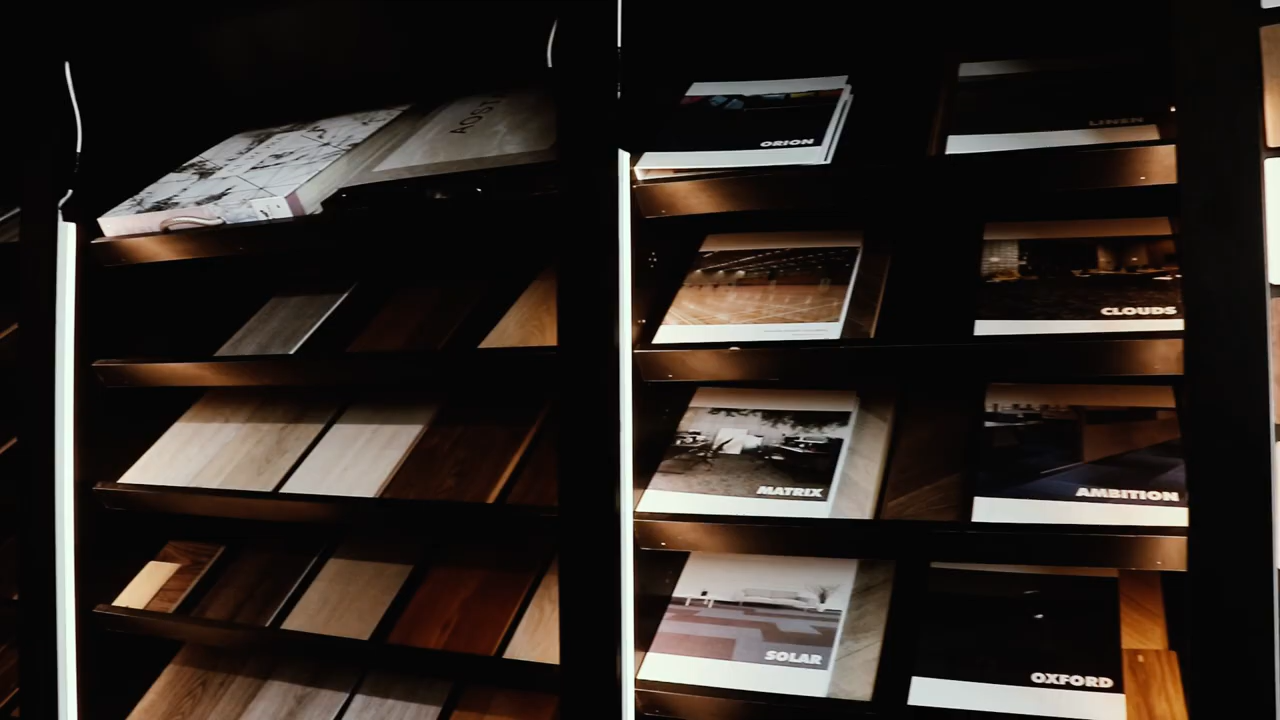 AOSTA
ORION
LINEN
CLOUDS
MATRIX
AMBITION
SOLAR
OXFORD